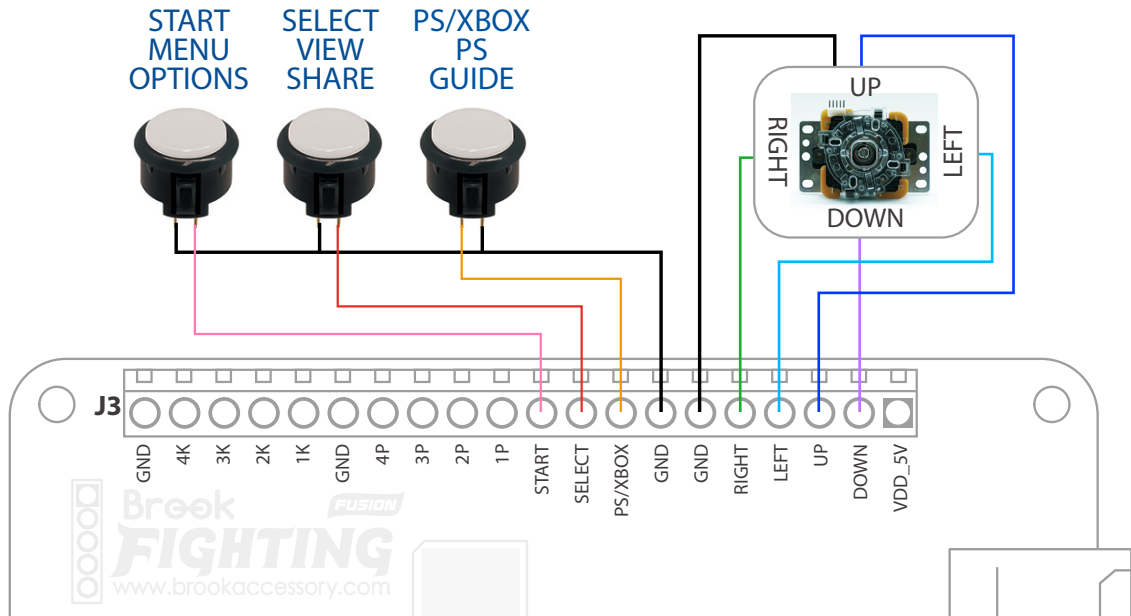 START
MENU
OPTIONS
SELECT
VIEW
SHARE
PS/XBOX
PS
GUIDE
UP
RIGHT
LEFT
DOWN
J3
GND
4K
3K
2K
1K
GND
4P
3P
2P
1P
START
SELECT
PS/XBOX
GND
GND
RIGHT
LEFT
UP
DOWN
VDD_5V
Brook
FUSION
FIGHTING
www.brookaccessory.com